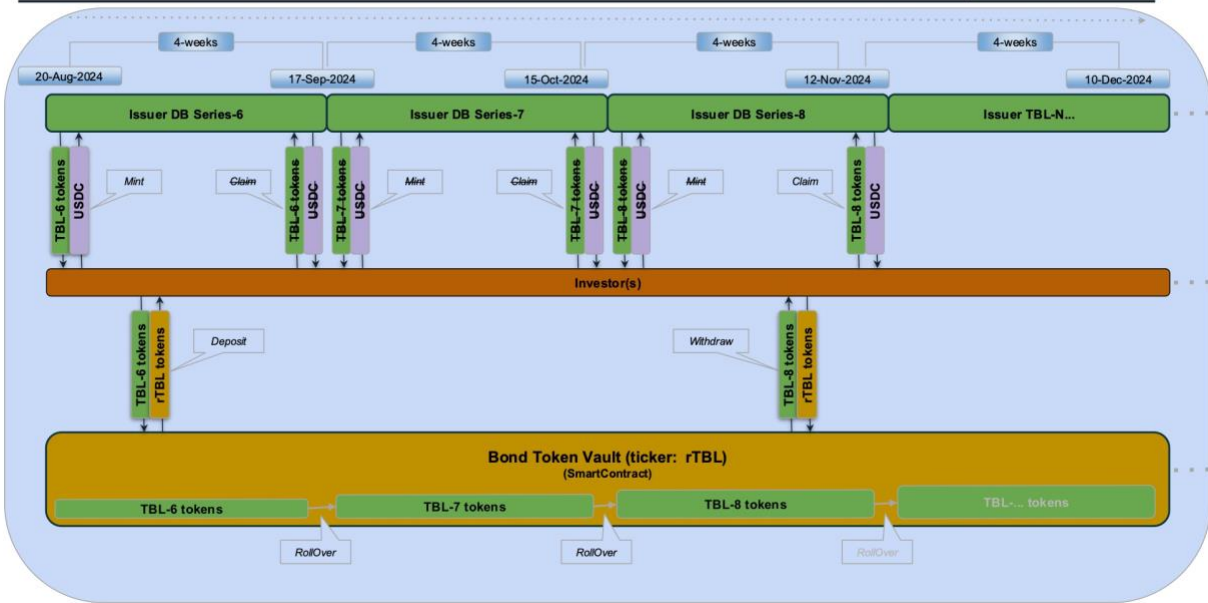 4-weeks
4-weeks
4-weeks
4-weeks
20-Aug-2024
17-Sep-2024
15-Oct-2024
12-Nov-2024
10-Dec-2024
Issuer DB Series-6
Issuer DB Series-7
Issuer DB Series-8
Issuer TBL-N...
TBL-6 tokens
USDC
Mint
Claim
TBL-6 tokens
USDC
TBL-7 tokens
USDC
Mint
Claim
TBL-7 tokens
USDC
TBL-8 tokens
USDC
Mint
Claim
TBL-8 tokens
USDC
Investor(s)
TBL-6 tokens
rTBL tokens
Deposit
Withdraw
TBL-8 tokens
rTBL tokens
Bond Token Vault (ticker: rTBL)
(SmartContract)
TBL-6 tokens
TBL-7 tokens
TBL-8 tokens
TBL-... tokens
RollOver
RollOver
RollOver